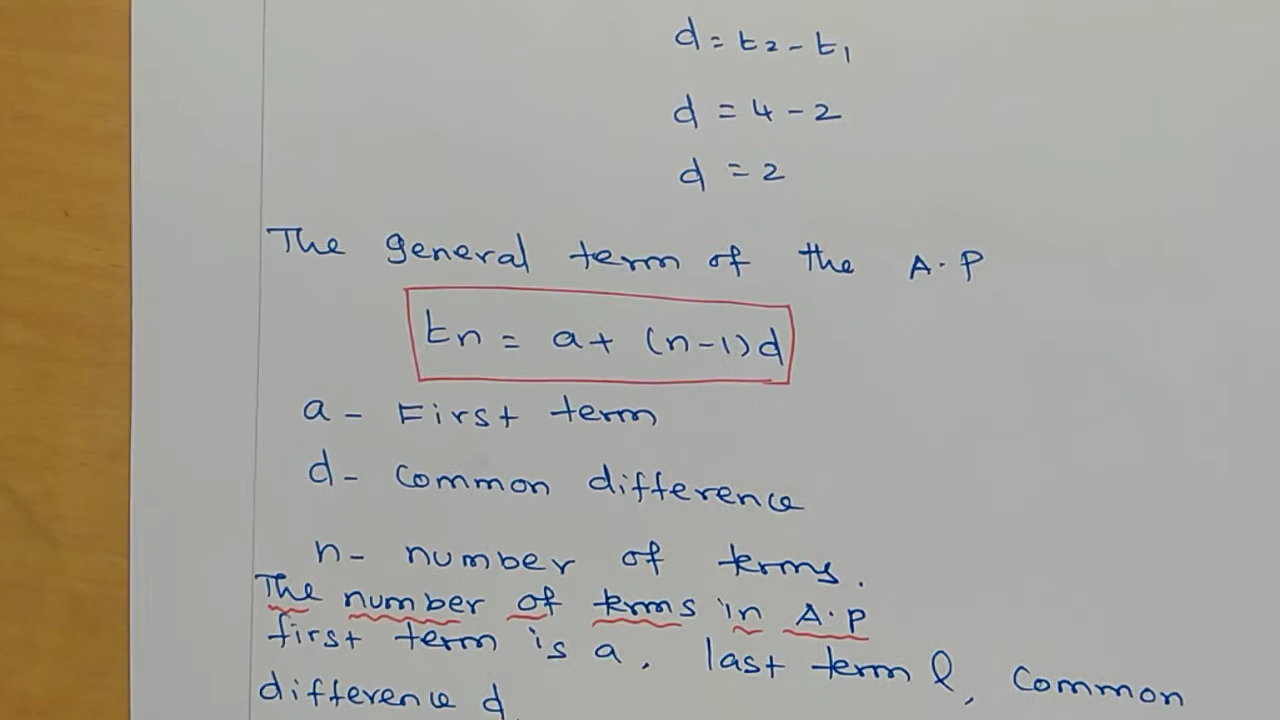 d = t2 - t1
d = 4 - 2
d = 2
The general term of the A.P
tn = a + (n-1)d
a - First term
d - common difference
n - number of terms.
The number of terms in A.P
first term is a, last term l, common
difference d.